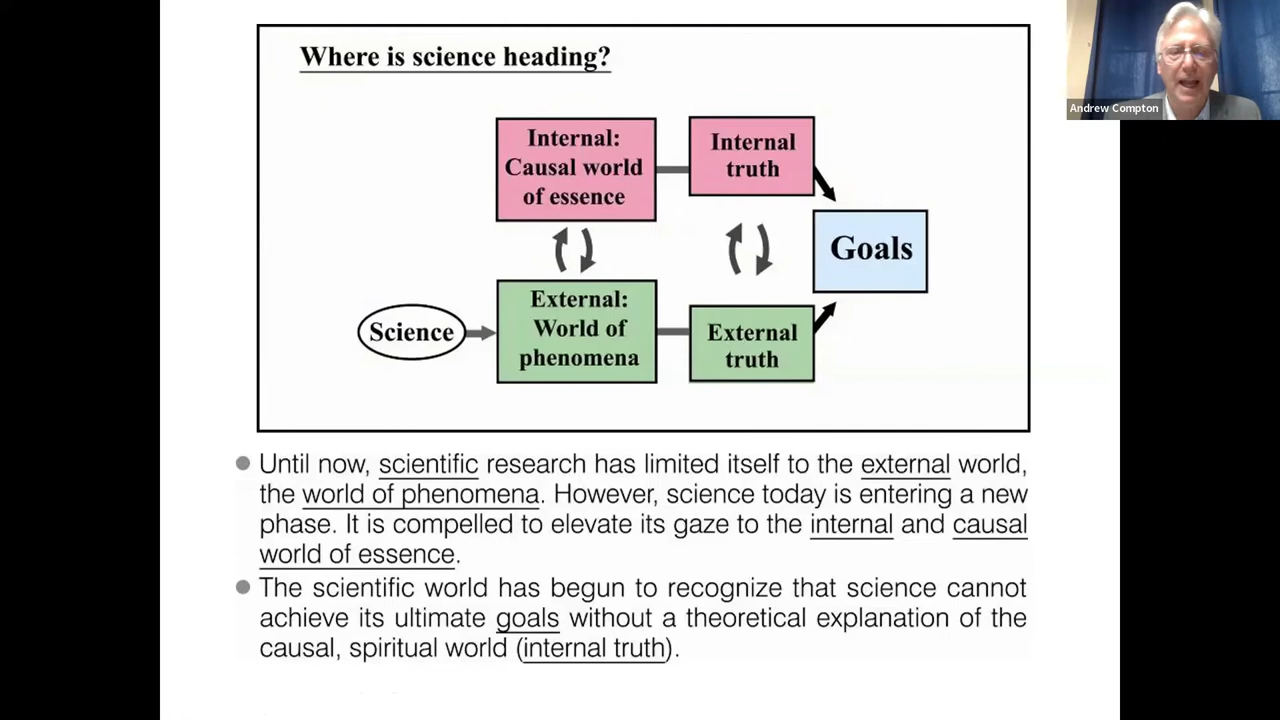 Where is science heading?
Andrew Compton
Internal:
Causal world
of essence
Internal
truth
Goals
Science
External:
World of
phenomena
External
truth
Until now, scientific research has limited itself to the external world,
the world of phenomena. However, science today is entering a new
phase. It is compelled to elevate its gaze to the internal and causal
world of essence.
The scientific world has begun to recognize that science cannot
achieve its ultimate goals without a theoretical explanation of the
causal, spiritual world (internal truth).